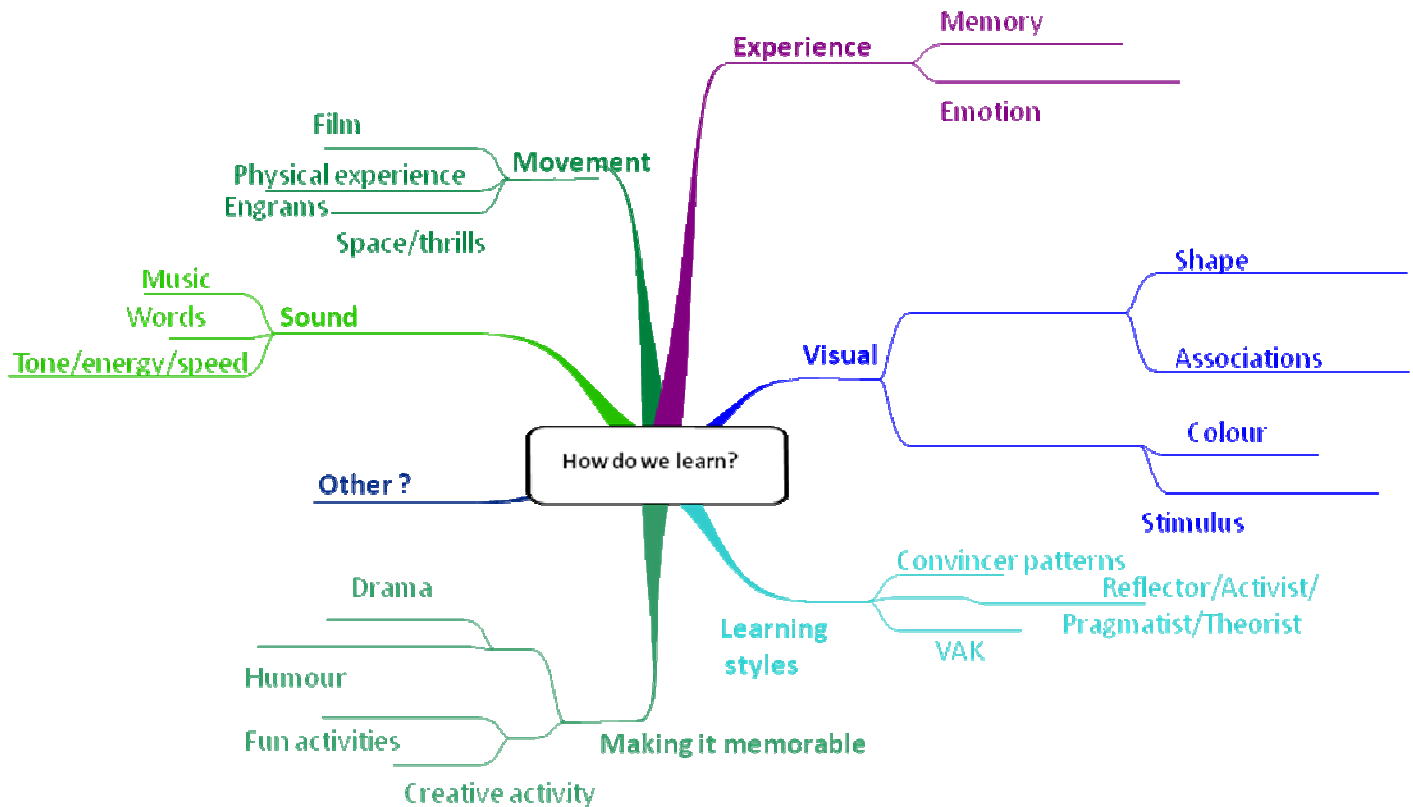 Memory
Experience
Emotion
Film
Movement
Physical experience
Engrams
Space/thrills
Music
Words
Sound
Tone/energy/speed
Shape
Visual
Associations
Colour
Stimulus
How do we learn?
Other ?
Convincer patterns
Reflector/Activist/
Pragmatist/Theorist
VAK
Learning
styles
Drama
Humour
Fun activities
Creative activity
Making it memorable